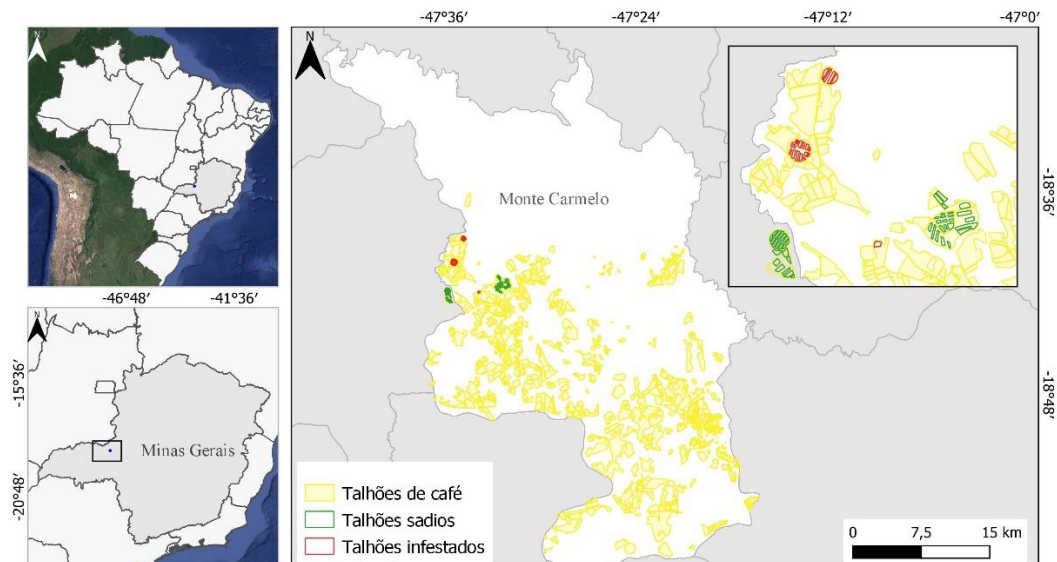 -47°36'
-47°24'
-47°12'
-47°0'
N
N
Monte Carmelo
-18°36'
-46°48'
-41°36'
N
-15°36'
Minas Gerais
-18°48'
-20°48'
Talhões de café
Talhões sadios
Talhões infestados
0
7,5
15 km